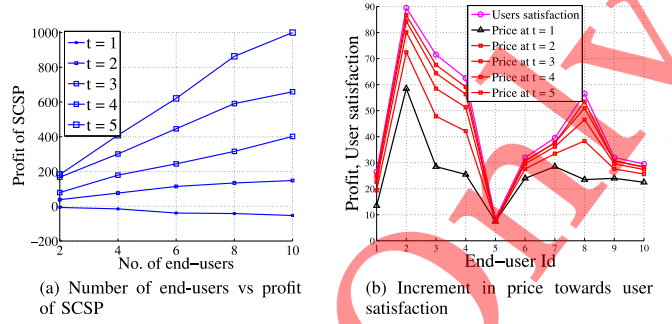 1000
800
600
400
200
0
−200
2 4 6 8 10
Profit of SCSP
No. of end−users
t = 1
t = 2
t = 3
t = 4
t = 5
(a) Number of end-users vs profit
of SCSP
90
80
70
60
50
40
30
20
10
0
1 2 3 4 5 6 7 8 9 10
Profit, User satisfaction
End−user Id
Users satisfaction
Price at t = 1
Price at t = 2
Price at t = 3
Price at t = 4
Price at t = 5
(b) Increment in price towards user
satisfaction
only